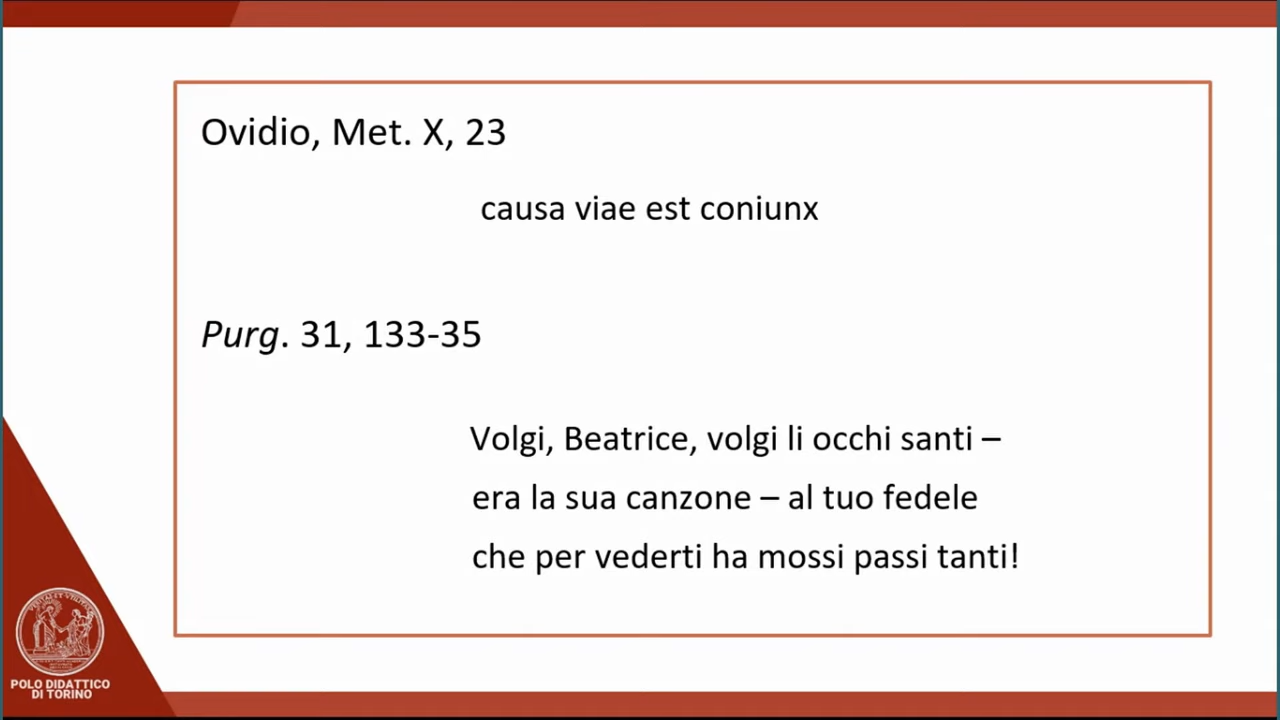 Ovidio, Met. X, 23
causa viae est coniunx
Purg. 31, 133-35
Volgi, Beatrice, volgi li occhi santi –
era la sua canzone – al tuo fedele
che per vederti ha mossi passi tanti!
POLO DIDATTICO
DI TORINO